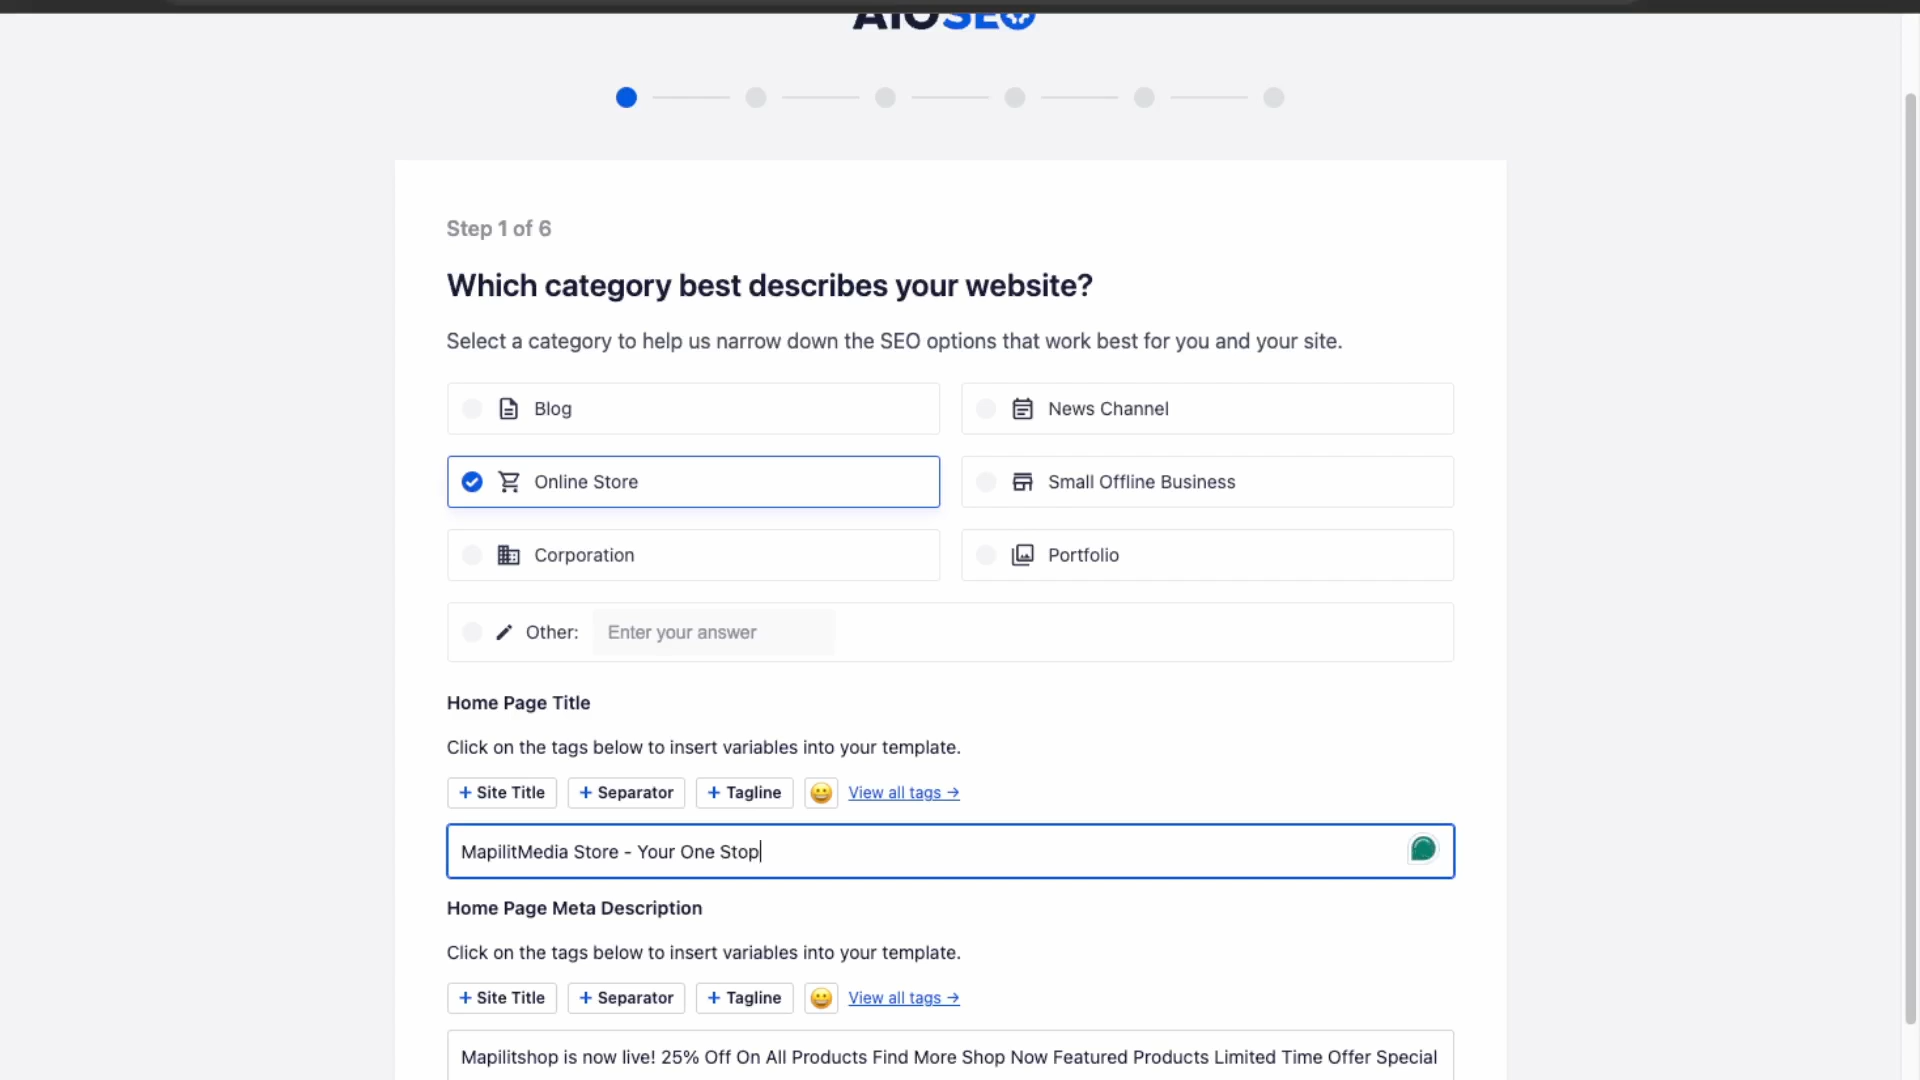 AIOSEO
Step 1 of 6
Which category best describes your website?
Select a category to help us narrow down the SEO options that work best for you and your site.
Blog
News Channel
Online Store
Small Offline Business
Corporation
Portfolio
Other: Enter your answer
Home Page Title
Click on the tags below to insert variables into your template.
+ Site Title + Separator + Tagline View all tags →
MapilitMedia Store - Your One Stop
Home Page Meta Description
Click on the tags below to insert variables into your template.
+ Site Title + Separator + Tagline View all tags →
Mapilitshop is now live! 25% Off On All Products Find More Shop Now Featured Products Limited Time Offer Special